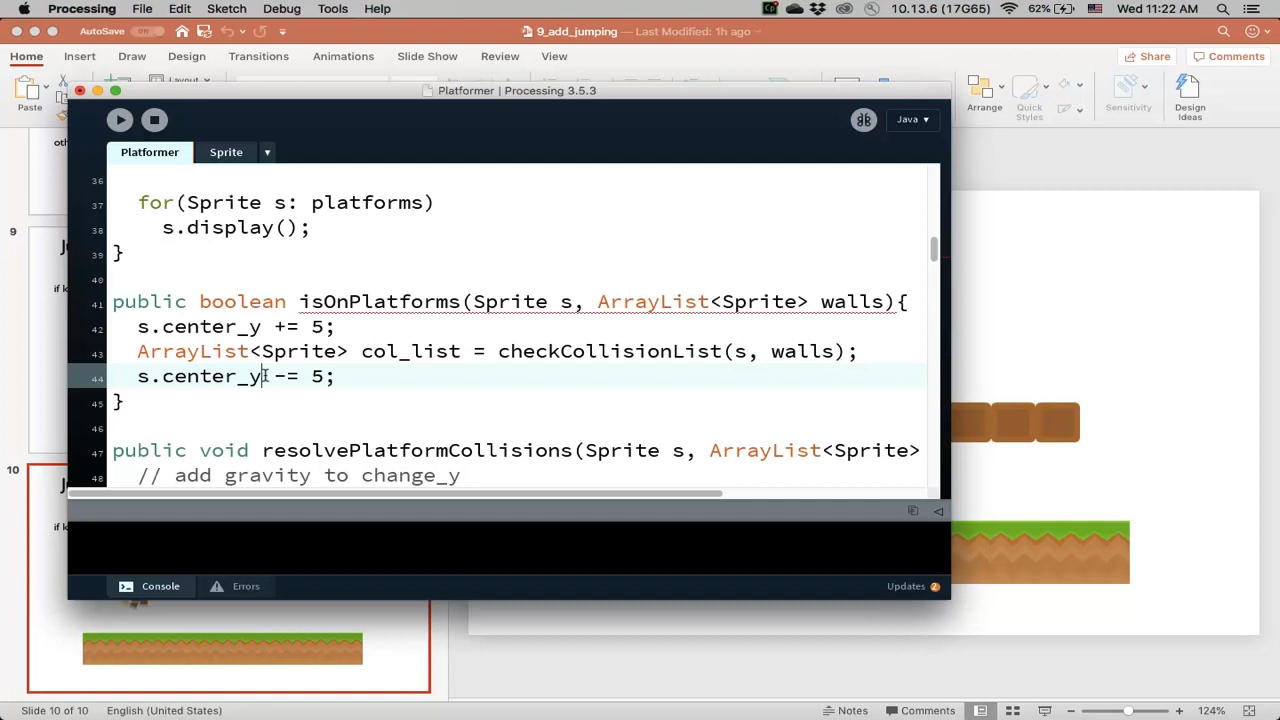 Processing File Edit Sketch Debug Tools Help 10.13.6 (17G65) 62% Wed 11:22 AM
AutoSave 9_add_jumping — Last Modified: 1h ago
Home Insert Draw Design Transitions Animations Slide Show Review View Share Comments
Paste Layout Arrange Quick Styles Sensitivity Design Ideas
Platformer | Processing 3.5.3
Java
Platformer Sprite
36
37 for(Sprite s: platforms)
38 s.display();
39 }
40
41 public boolean isOnPlatforms(Sprite s, ArrayList<Sprite> walls){
42 s.center_y += 5;
43 ArrayList<Sprite> col_list = checkCollisionList(s, walls);
44 s.center_y -= 5;
45 }
46
47 public void resolvePlatformCollisions(Sprite s, ArrayList<Sprite>
48 // add gravity to change_y
Console Errors Updates 2
9
10
if k
if k
Slide 10 of 10 English (United States) Notes Comments 124%